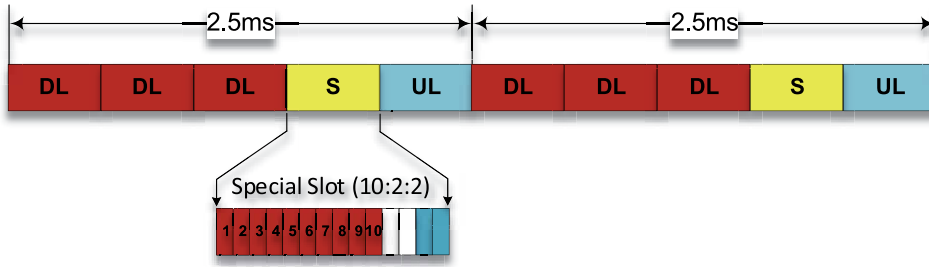 2.5ms 2.5ms
DL DL DL S UL DL DL DL S UL
Special Slot (10:2:2)
1 2 3 4 5 6 7 8 9 10